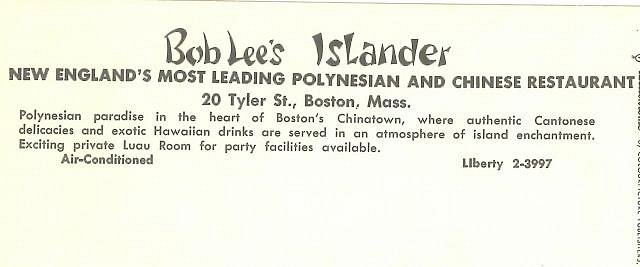 Bob Lee's Islander
NEW ENGLAND'S MOST LEADING POLYNESIAN AND CHINESE RESTAURANT
20 Tyler St., Boston, Mass.
Polynesian paradise in the heart of Boston's Chinatown, where authentic Cantonese
delicacies and exotic Hawaiian drinks are served in an atmosphere of island enchantment.
Exciting private Luau Room for party facilities available.
Air-Conditioned LIberty 2-3997